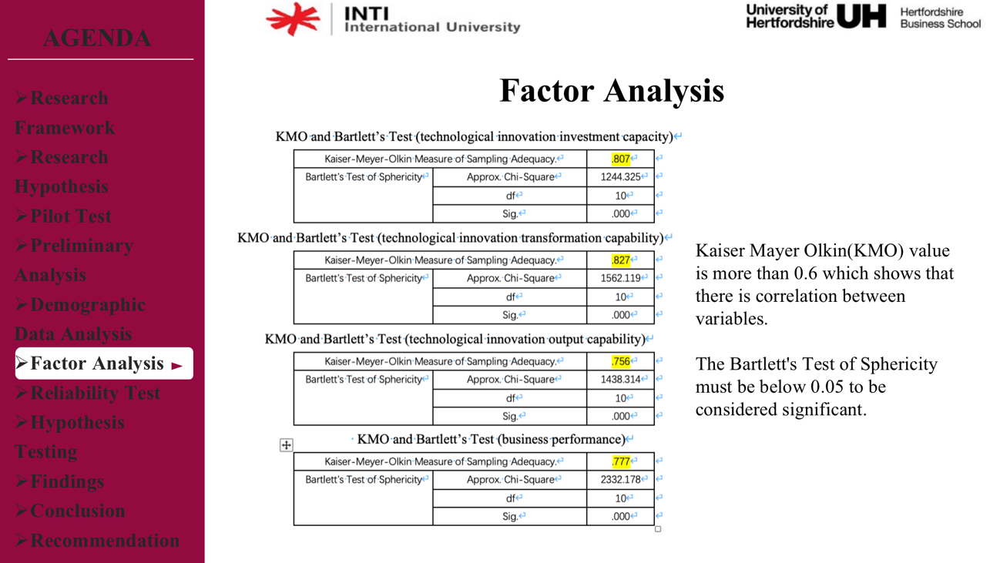 AGENDA
➢Research
Framework
➢Research
Hypothesis
➢Pilot Test
➢Preliminary
Analysis
➢Demographic
Data Analysis
➢Factor Analysis ►
➢Reliability Test
➢Hypothesis
Testing
➢Findings
➢Conclusion
➢Recommendation
INTI
International University
University of
Hertfordshire
UH
Hertfordshire
Business School
Factor Analysis
KMO and Bartlett's Test (technological innovation investment capacity)
Kaiser-Meyer-Olkin Measure of Sampling Adequacy. .807
Bartlett's Test of Sphericity Approx. Chi-Square 1244.325
df 10
Sig. .000
KMO and Bartlett's Test (technological innovation transformation capability)
Kaiser-Meyer-Olkin Measure of Sampling Adequacy. .827
Bartlett's Test of Sphericity Approx. Chi-Square 1562.119
df 10
Sig. .000
KMO and Bartlett's Test (technological innovation output capability)
Kaiser-Meyer-Olkin Measure of Sampling Adequacy. .756
Bartlett's Test of Sphericity Approx. Chi-Square 1438.314
df 10
Sig. .000
KMO and Bartlett's Test (business performance)
Kaiser-Meyer-Olkin Measure of Sampling Adequacy. .777
Bartlett's Test of Sphericity Approx. Chi-Square 2332.178
df 10
Sig. .000
Kaiser Mayer Olkin(KMO) value
is more than 0.6 which shows that
there is correlation between
variables.
The Bartlett's Test of Sphericity
must be below 0.05 to be
considered significant.